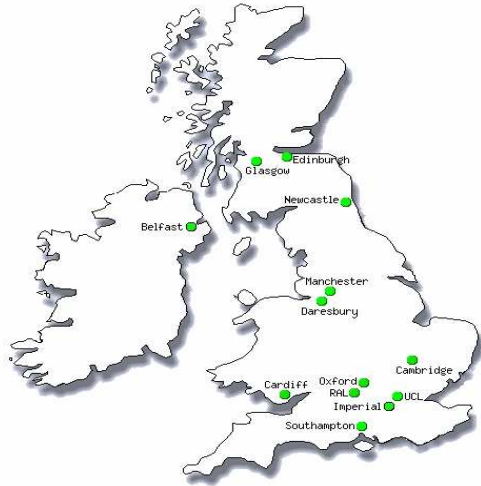 Edinburgh
Glasgow
Newcastle
Belfast
Manchester
Daresbury
Cambridge
Oxford
Cardiff
RAL
UCL
Imperial
Southampton